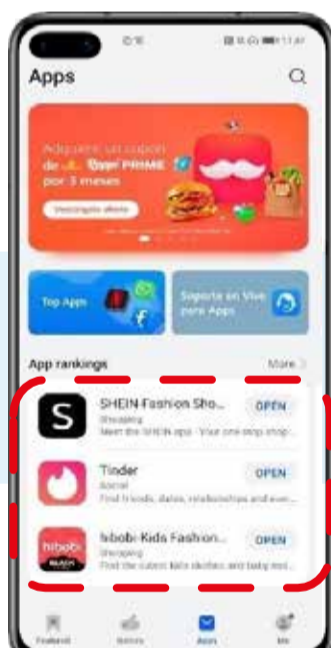 Apps
Adquiere un cupón
de Rappi PRIME
por 3 meses
Top Apps
Soporte en Vivo
para Apps
App rankings
More
S
SHEIN-Fashion Sho...
OPEN
Shopping
Meet the SHEIN app - Your one stop shop
Tinder
OPEN
Social
Find friends, dates, relationships and ever...
hibobi
hibobi-Kids Fashion...
OPEN
Shopping
Find the cutest kids clothes and baby
Featured
Apps
Me